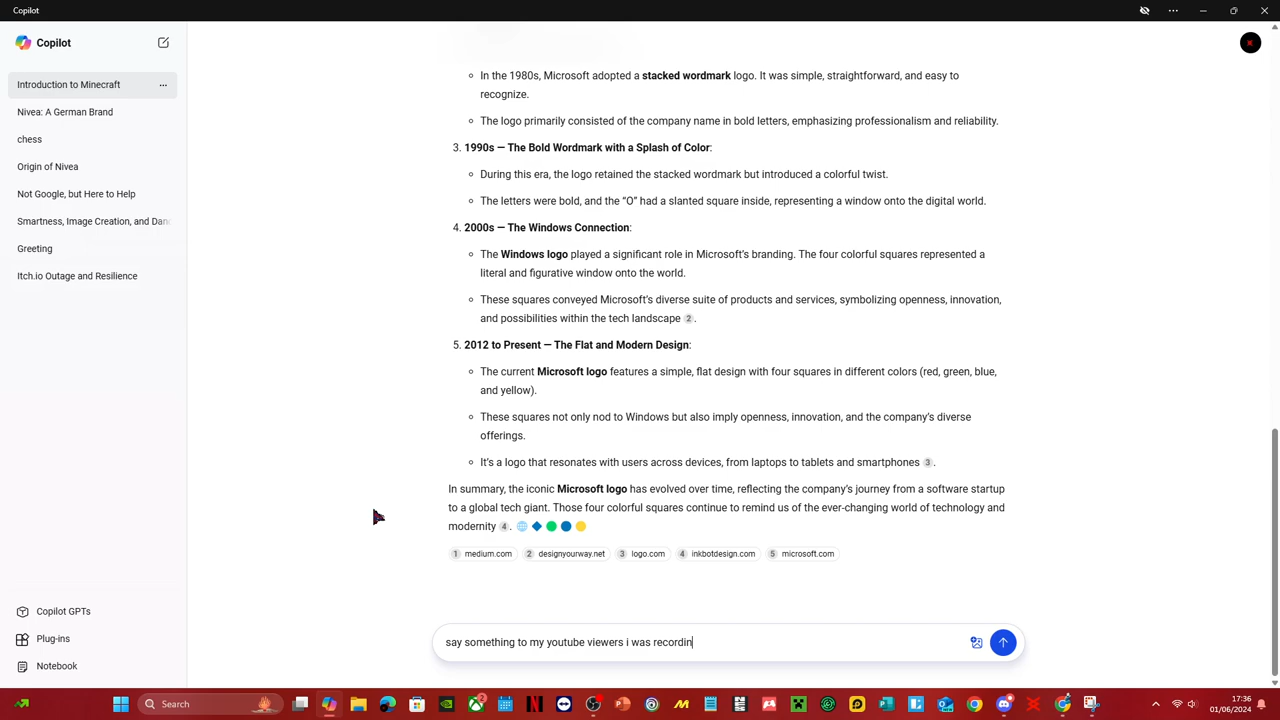 Copilot
Copilot
Introduction to Minecraft
Nivea: A German Brand
chess
Origin of Nivea
Not Google, but Here to Help
Smartness, Image Creation, and Danc
Greeting
Itch.io Outage and Resilience
Copilot GPTs
Plug-ins
Notebook
In the 1980s, Microsoft adopted a stacked wordmark logo. It was simple, straightforward, and easy to
recognize.
The logo primarily consisted of the company name in bold letters, emphasizing professionalism and reliability.
3. 1990s — The Bold Wordmark with a Splash of Color:
During this era, the logo retained the stacked wordmark but introduced a colorful twist.
The letters were bold, and the “O” had a slanted square inside, representing a window onto the digital world.
4. 2000s — The Windows Connection:
The Windows logo played a significant role in Microsoft’s branding. The four colorful squares represented a
literal and figurative window onto the world.
These squares conveyed Microsoft’s diverse suite of products and services, symbolizing openness, innovation,
and possibilities within the tech landscape 2.
5. 2012 to Present — The Flat and Modern Design:
The current Microsoft logo features a simple, flat design with four squares in different colors (red, green, blue,
and yellow).
These squares not only nod to Windows but also imply openness, innovation, and the company’s diverse
offerings.
It’s a logo that resonates with users across devices, from laptops to tablets and smartphones 3.
In summary, the iconic Microsoft logo has evolved over time, reflecting the company’s journey from a software startup
to a global tech giant. Those four colorful squares continue to remind us of the ever-changing world of technology and
modernity 4.
1 medium.com 2 designyourway.net 3 logo.com 4 inkbotdesign.com 5 microsoft.com
say something to my youtube viewers i was recordin
Search
2
17:36
01/06/2024